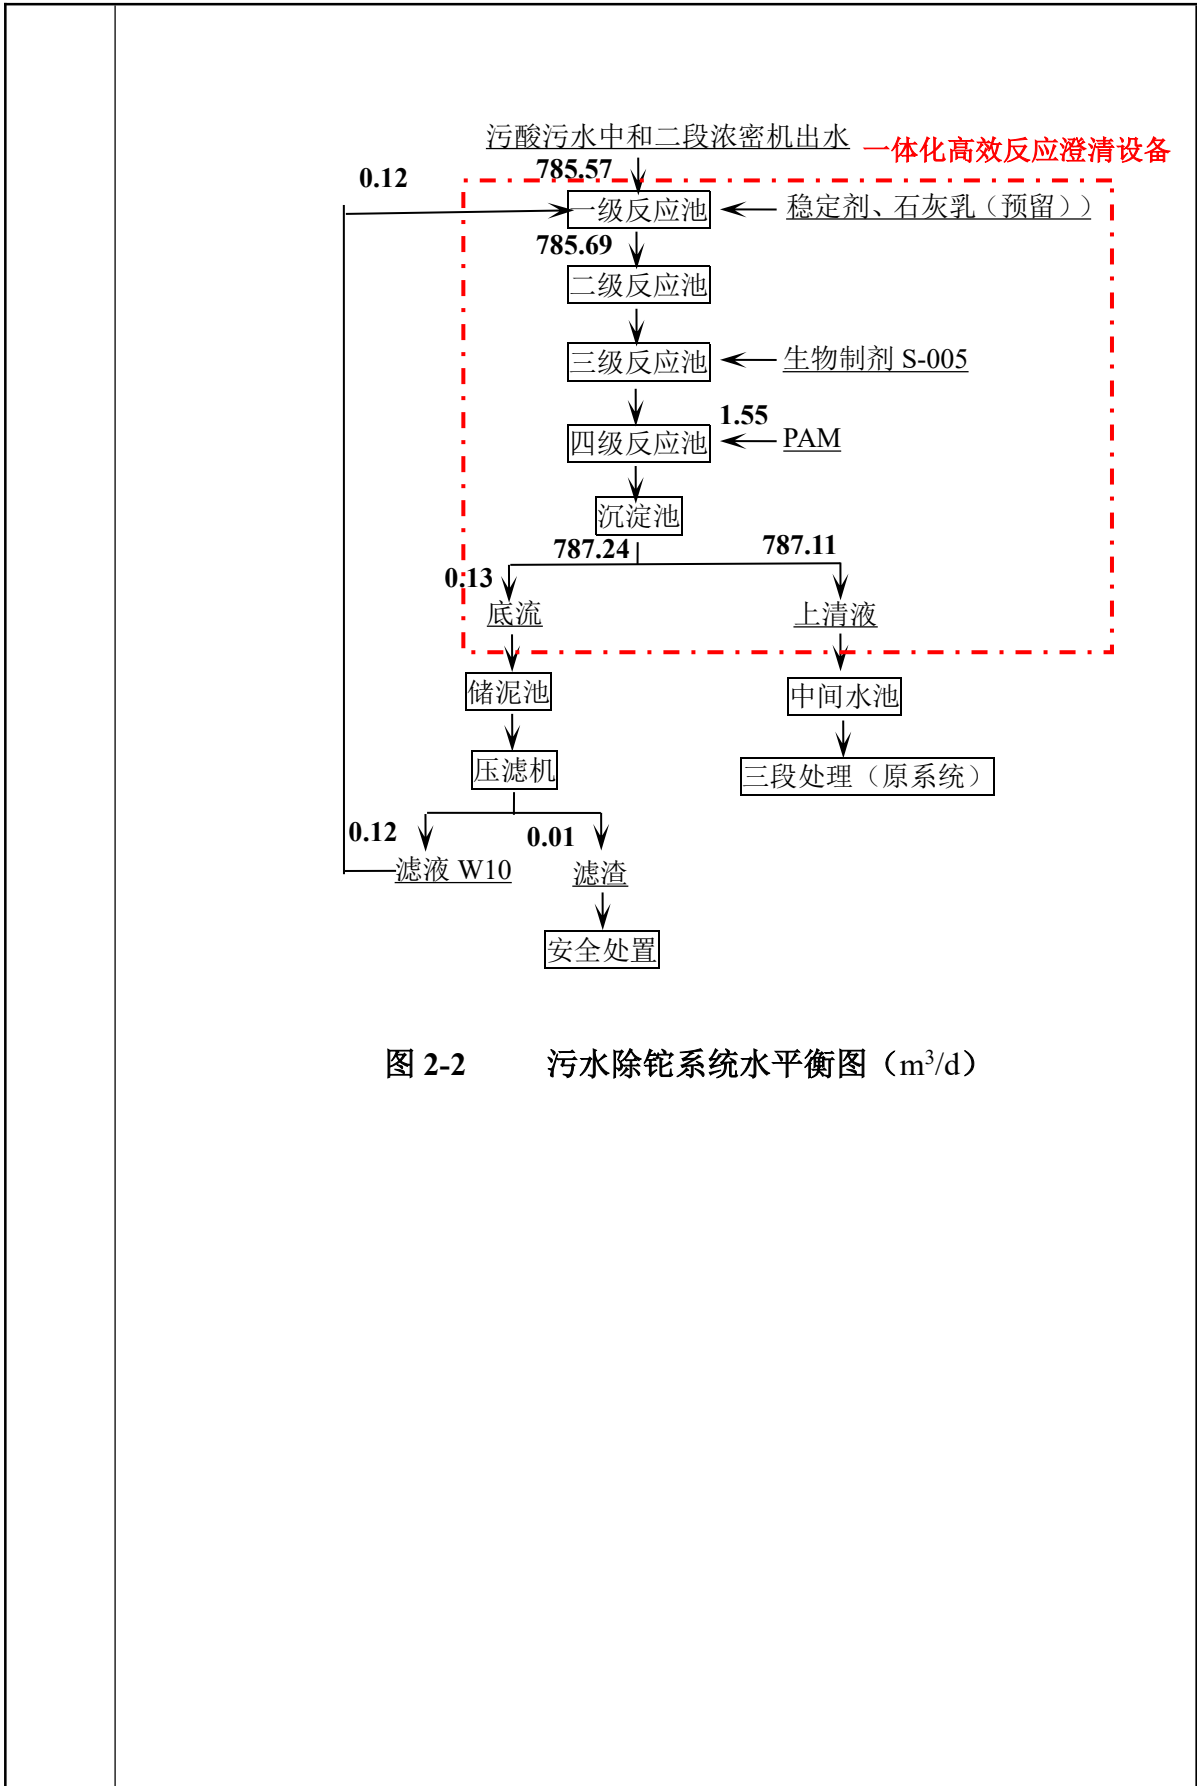 污酸污水中和二段浓密机出水
一体化高效反应澄清设备
785.57
0.12
一级反应池
稳定剂、石灰乳（预留））
785.69
二级反应池
三级反应池
生物制剂 S-005
1.55
四级反应池
PAM
沉淀池
787.24
787.11
0.13
底流
上清液
储泥池
中间水池
压滤机
三段处理（原系统）
0.12
0.01
滤液 W10
滤渣
安全处置
图 2-2 污水除铊系统水平衡图（m³/d）